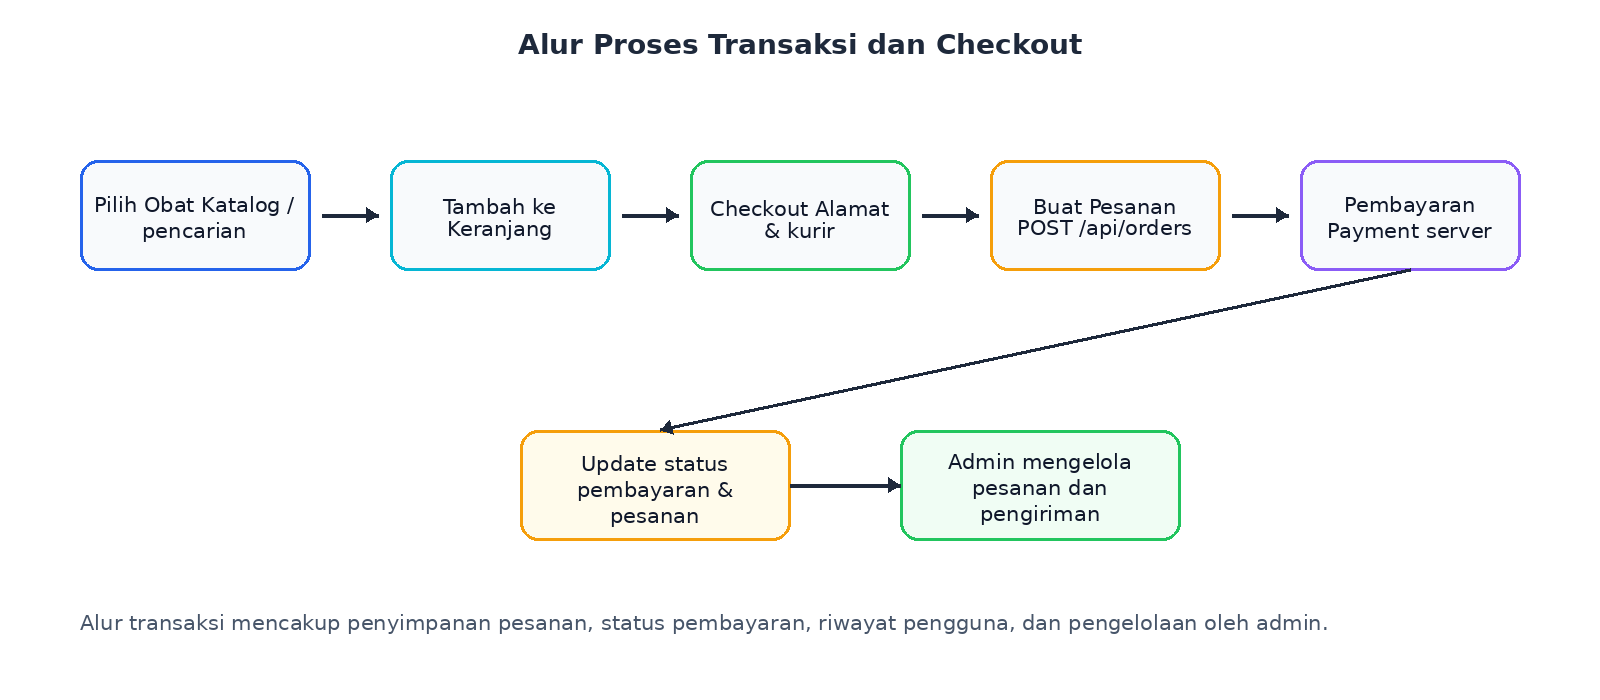 Alur Proses Transaksi dan Checkout
Pilih Obat Katalog /
pencarian
Tambah ke
Keranjang
Checkout Alamat
& kurir
Buat Pesanan
POST /api/orders
Pembayaran
Payment server
Update status
pembayaran &
pesanan
Admin mengelola
pesanan dan
pengiriman
Alur transaksi mencakup penyimpanan pesanan, status pembayaran, riwayat pengguna, dan pengelolaan oleh admin.